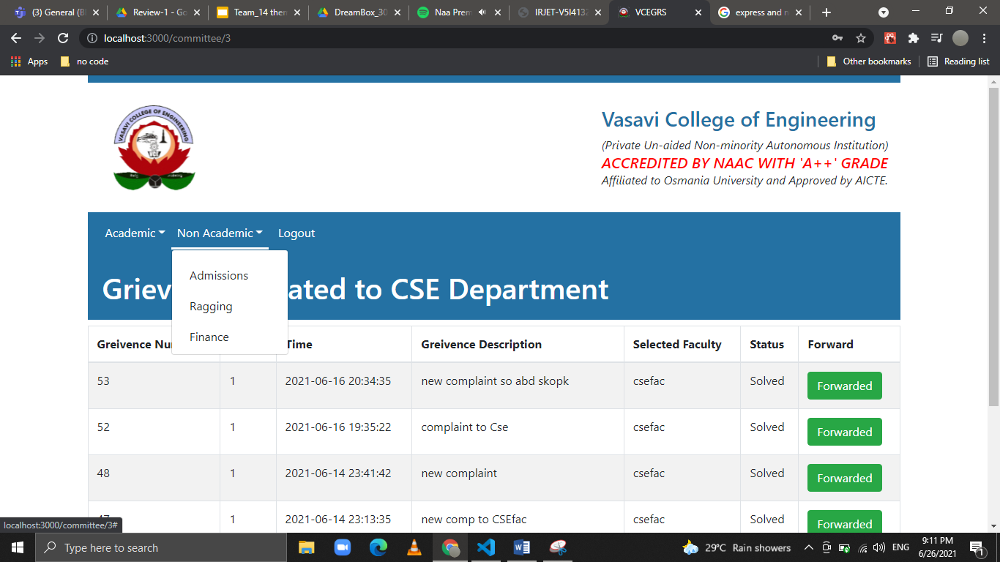 (3) General (B
Review-1 - Go
Team_14 then
DreamBox_30
Naa Prem
IRJET-V5I4132
VCEGRS
express and n
localhost:3000/committee/3
Apps
no code
Other bookmarks
Reading list
VASAVI COLLEGE OF ENGINEERING
Vasavi College of Engineering
(Private Un-aided Non-minority Autonomous Institution)
ACCREDITED BY NAAC WITH 'A++' GRADE
Affiliated to Osmania University and Approved by AICTE.
Academic Non Academic Logout
Admissions
Ragging
Finance
Griev ated to CSE Department
Greivence Nu Time Greivence Description Selected Faculty Status Forward
53 1 2021-06-16 20:34:35 new complaint so abd skopk csefac Solved Forwarded
52 1 2021-06-16 19:35:22 complaint to Cse csefac Solved Forwarded
48 1 2021-06-14 23:41:42 new complaint csefac Solved Forwarded
47 1 2021-06-14 23:13:35 new comp to CSEfac csefac Solved Forwarded
localhost:3000/committee/3#
Type here to search
29°C Rain showers
ENG
9:11 PM
6/26/2021
1